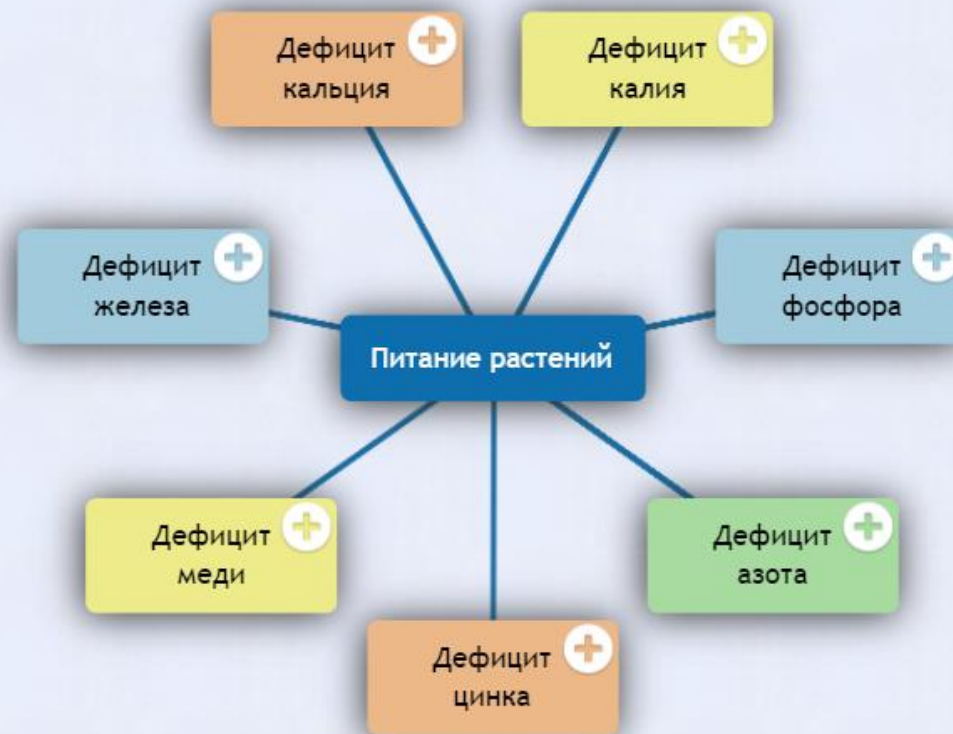 Дефицит
кальция
Дефицит
калия
Дефицит
железа
Дефицит
фосфора
Питание растений
Дефицит
меди
Дефицит
азота
Дефицит
цинка